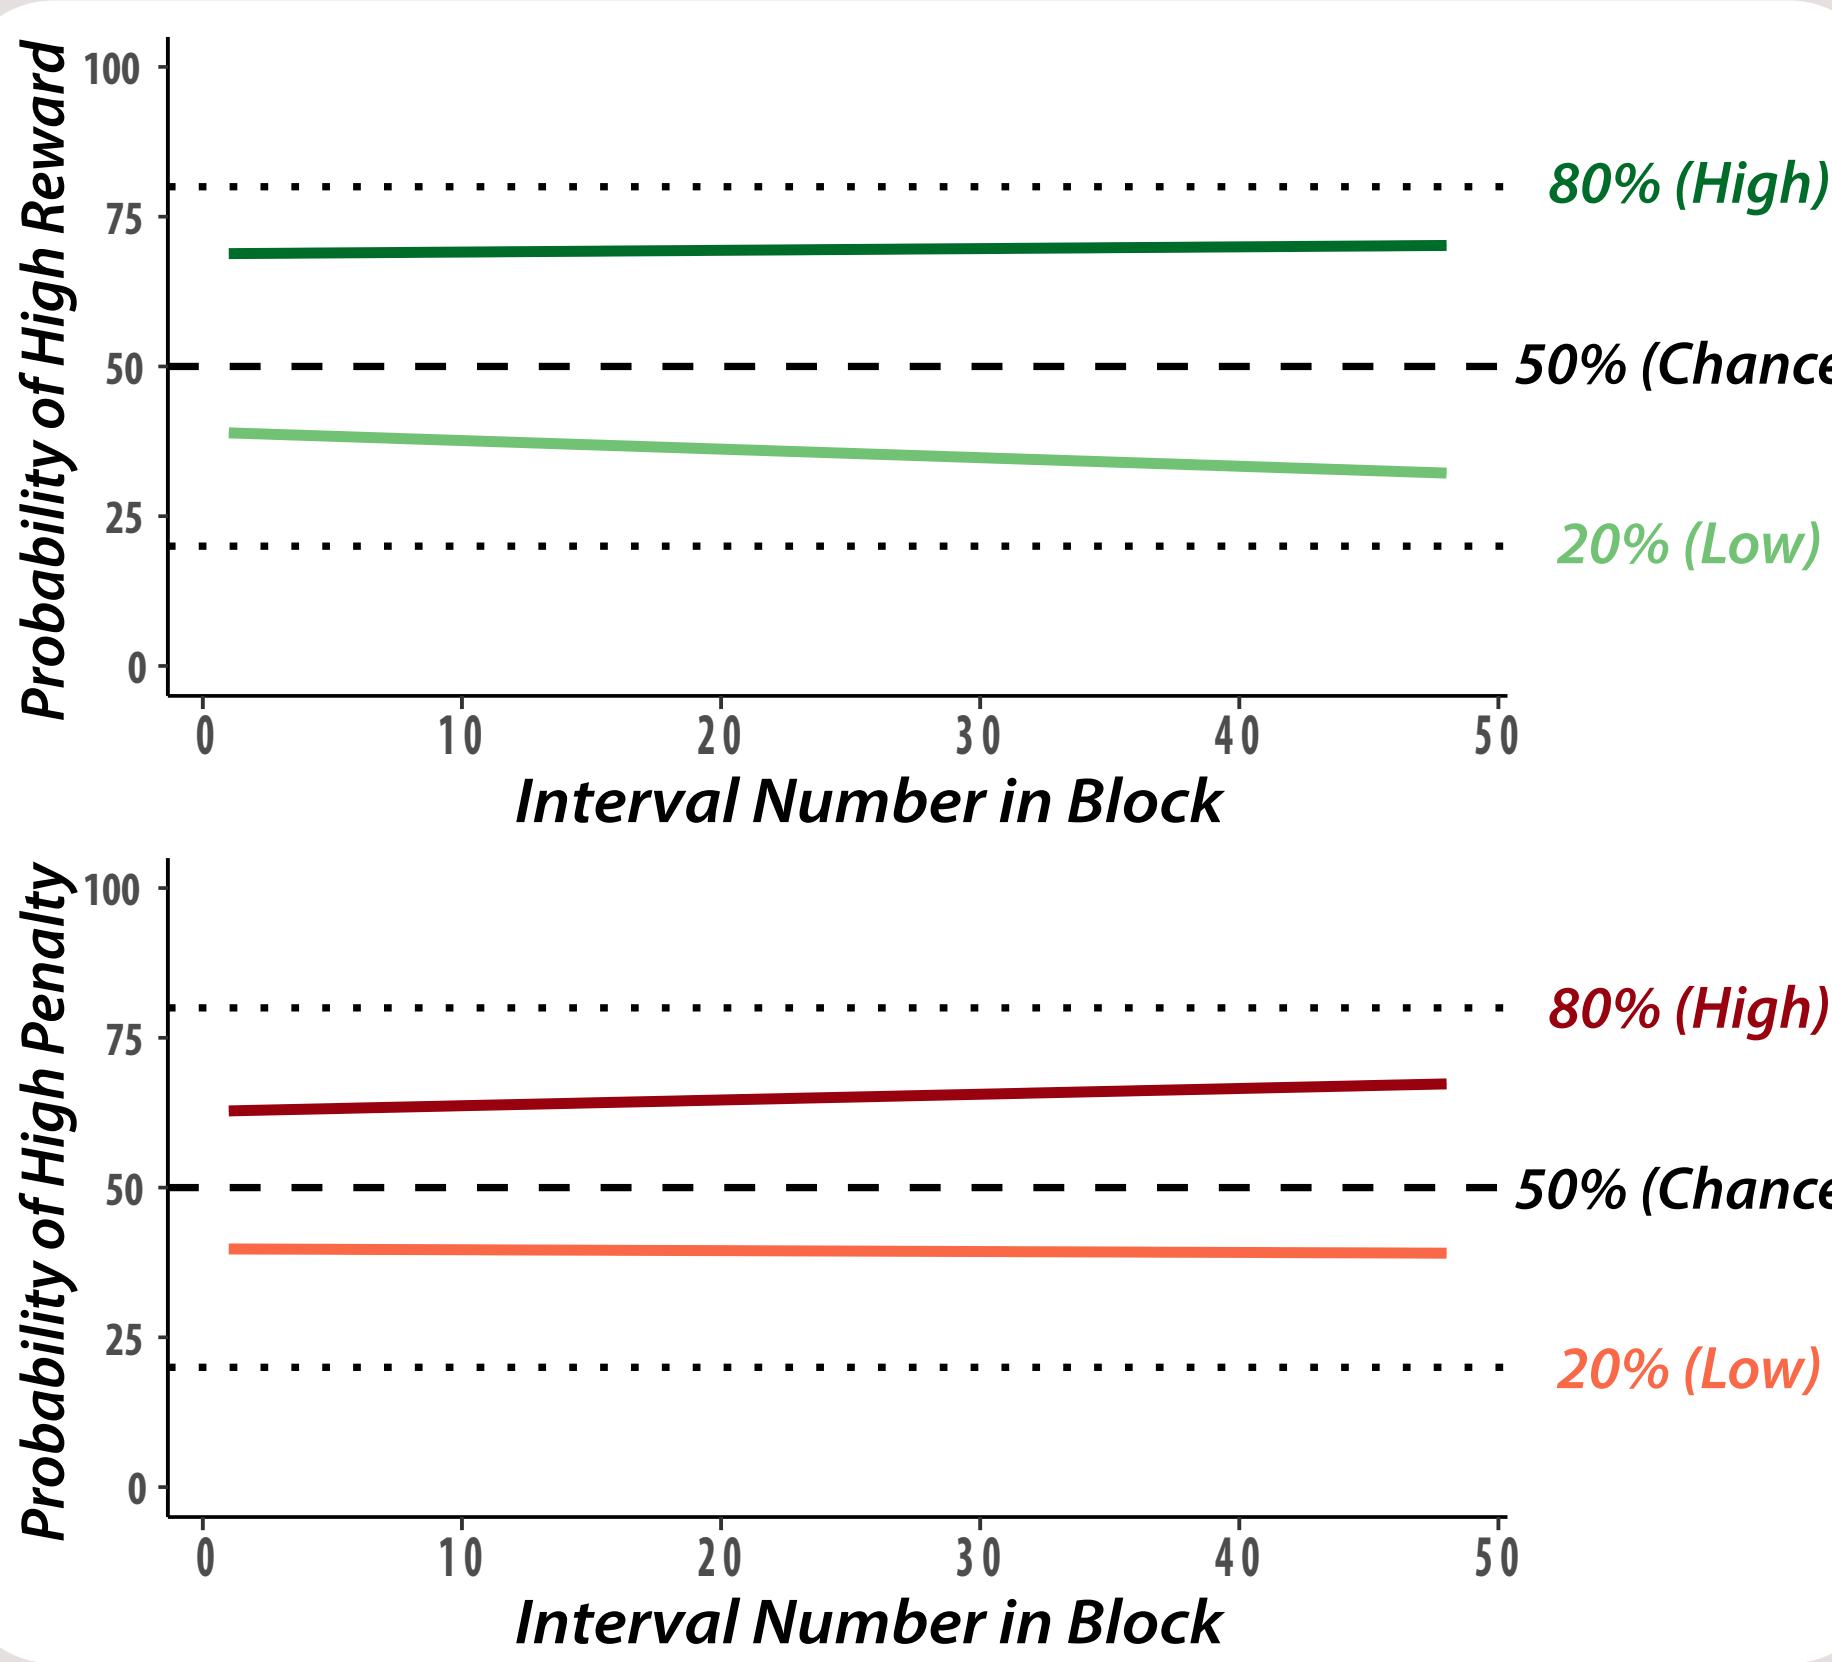 Probability of High Reward
100
75
50
25
0
80% (High)
50% (Chance
20% (Low)
0 10 20 30 40 50
Interval Number in Block
Probability of High Penalty
100
75
50
25
0
80% (High)
50% (Chance
20% (Low)
0 10 20 30 40 50
Interval Number in Block